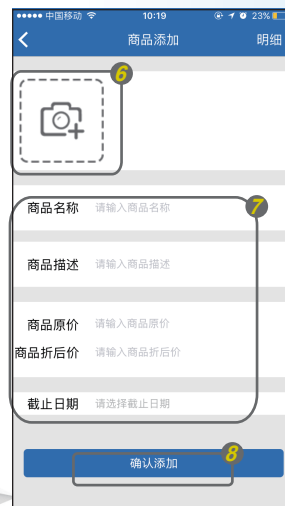 中国移动 10:19 23%
商品添加 明细
6
商品名称 请输入商品名称
7
商品描述 请输入商品描述
商品原价 请输入商品原价
商品折后价 请输入商品折后价
截止日期 请选择截止日期
8
确认添加